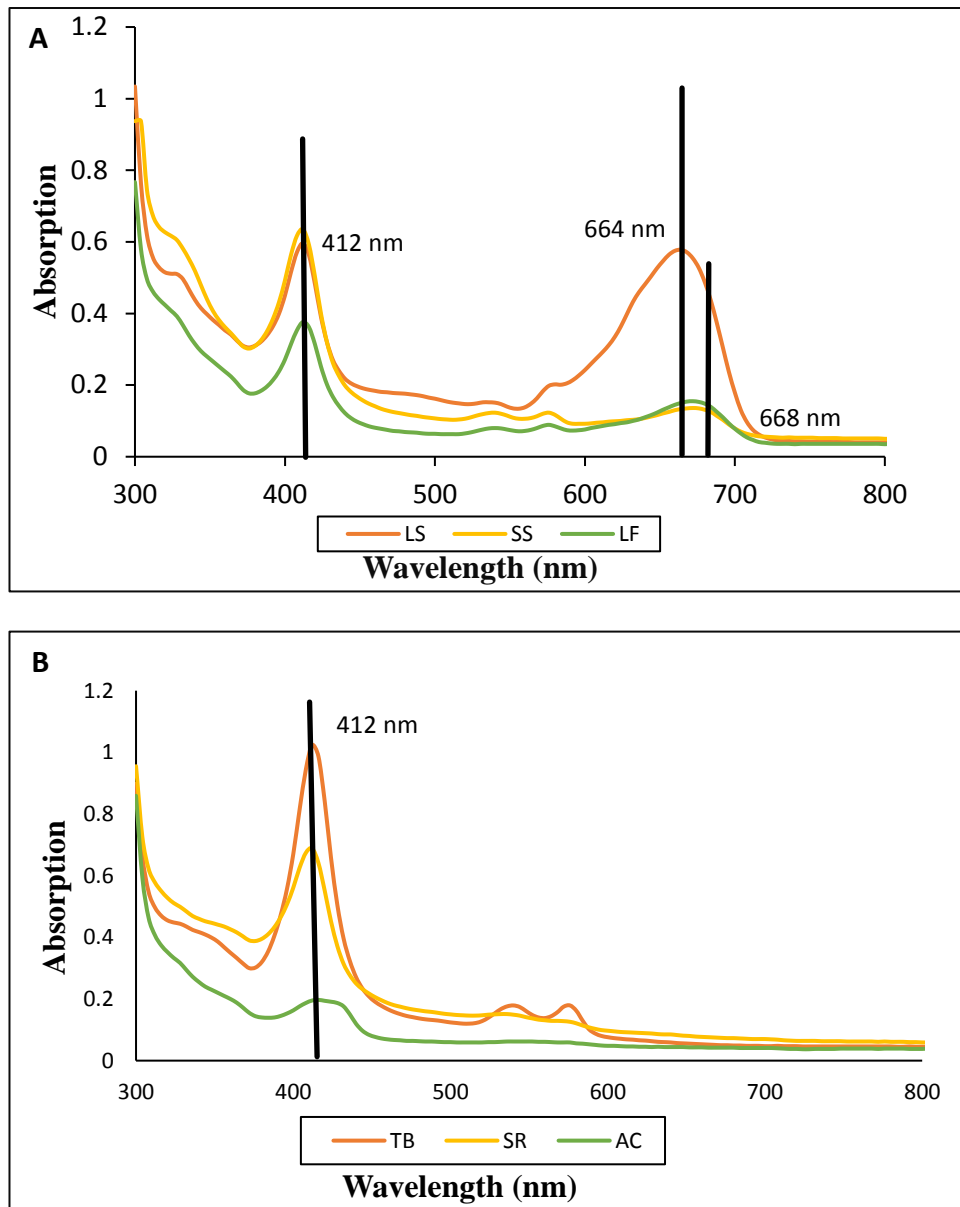 A
1.2
1
0.8
0.6
0.4
0.2
0
Absorption
412 nm
664 nm
668 nm
300 400 500 600 700 800
LS SS LF
Wavelength (nm)
B
1.2
1
0.8
0.6
0.4
0.2
0
Absorption
412 nm
300 400 500 600 700 800
TB SR AC
Wavelength (nm)